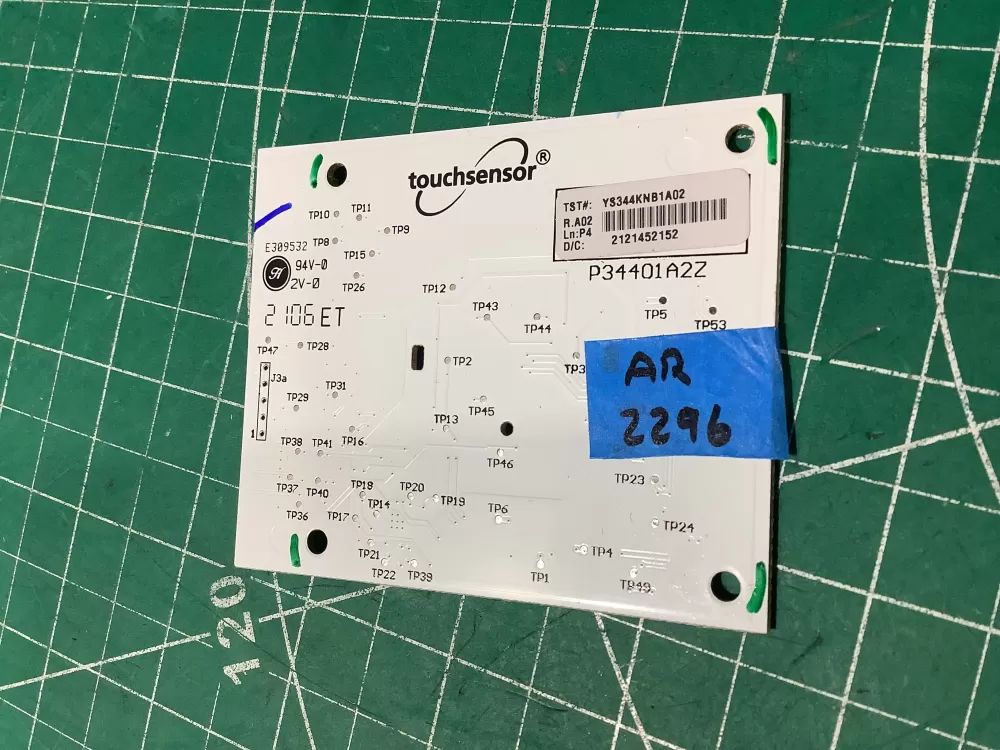 touchsensor®
TST#: YS344KNB1A02
R.A02
Ln:P4
D/C: 2121452152
P34401A2Z
TP10 TP11
TP9
TP8
TP15
E309532
94V-0
2V-0
TP26
TP12
2106 ET
TP43
TP44
TP5
TP53
TP47
TP28
TP2
TP3
AR
2296
J3a
TP31
TP29
TP45
TP13
1
TP38 TP41 TP16
TP46
TP37 TP40
TP18 TP14 TP20 TP19
TP23
TP36 TP17
TP6
TP24
TP21
TP4
TP22 TP39
TP1
TP49
120